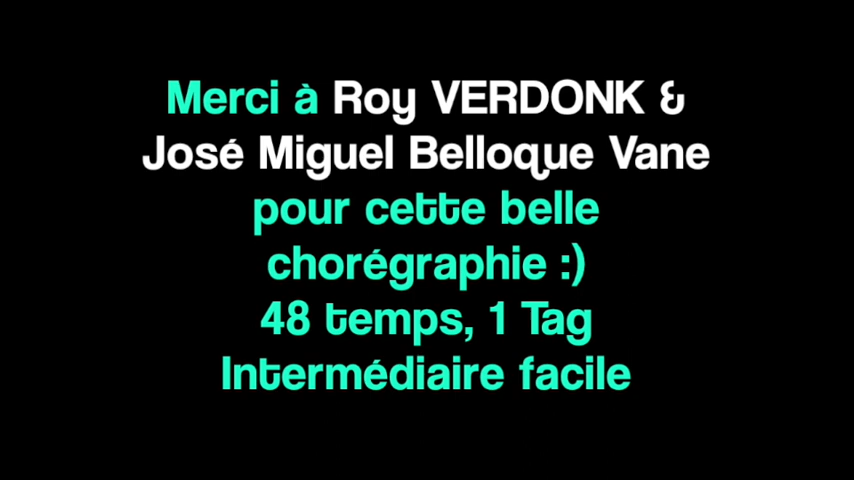 Merci à Roy VERDONK &
José Miguel Belloque Vane
pour cette belle
chorégraphie :)
48 temps, 1 Tag
Intermédiaire facile